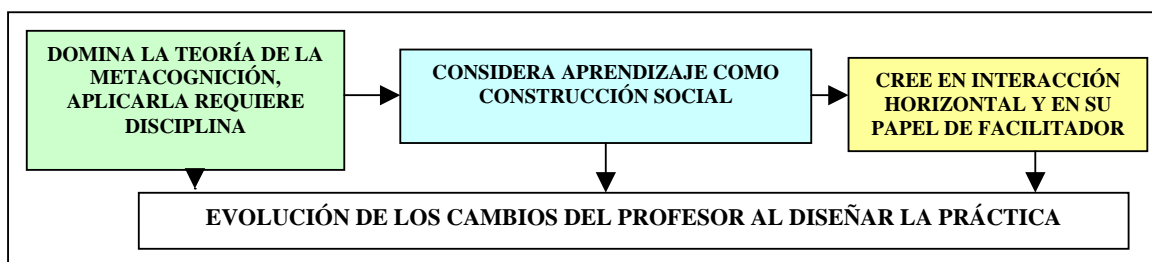 DOMINA LA TEORÍA DE LA
METACOGNICIÓN,
APLICARLA REQUIERE
DISCIPLINA
CONSIDERA APRENDIZAJE COMO
CONSTRUCCIÓN SOCIAL
CREE EN INTERACCIÓN
HORIZONTAL Y EN SU
PAPEL DE FACILITADOR
EVOLUCIÓN DE LOS CAMBIOS DEL PROFESOR AL DISEÑAR LA PRÁCTICA